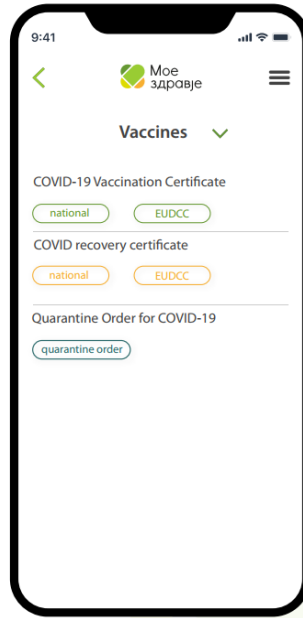 9:41
Мое
здравје
Vaccines
COVID-19 Vaccination Certificate
national EUDCC
COVID recovery certificate
national EUDCC
Quarantine Order for COVID-19
quarantine order